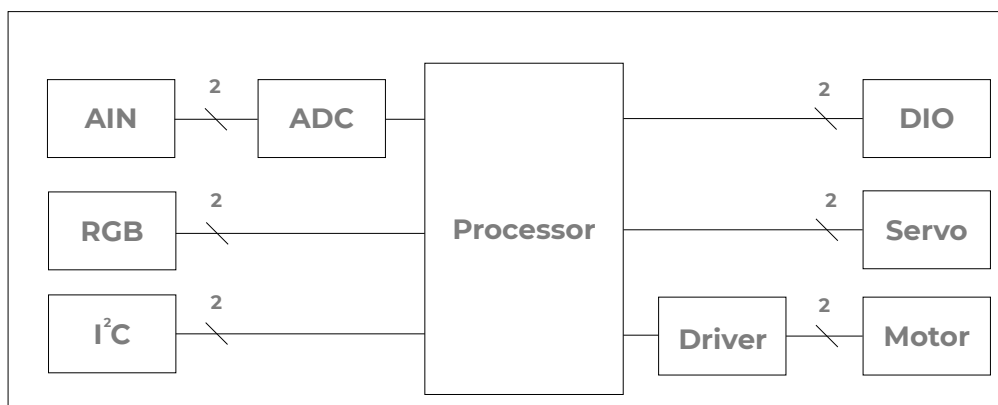 2
2
AIN
ADC
DIO
2
2
RGB
Processor
Servo
2
2
I²C
Driver
Motor